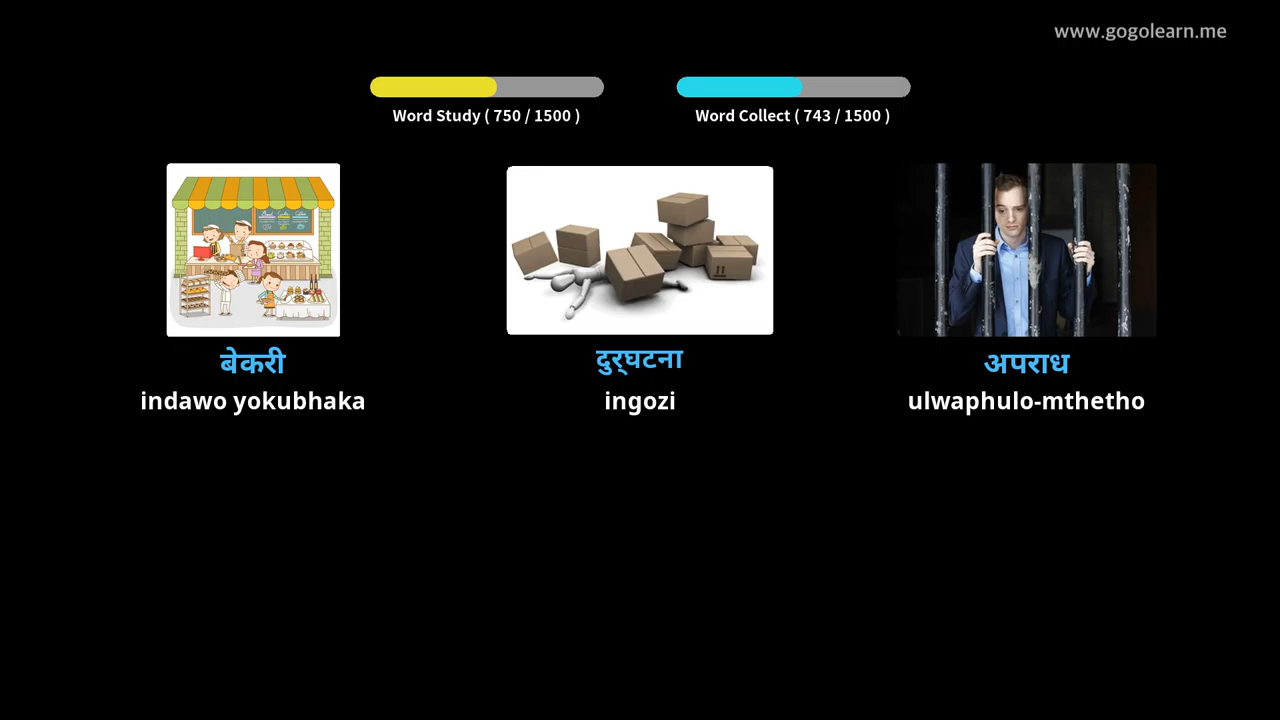 www.gogolearn.me
Word Study ( 750 / 1500 )
Word Collect ( 743 / 1500 )
बेकरी
दुर्‍घटना
अपराध
indawo yokubhaka
ingozi
ulwaphulo-mthetho